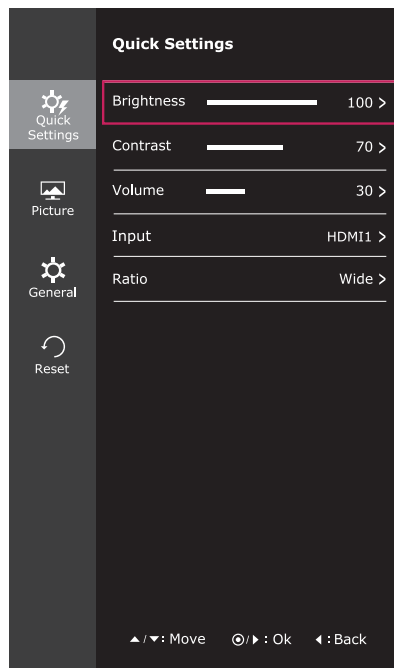 Quick Settings
Quick
Settings
Picture
General
Reset
Brightness 100 >
Contrast 70 >
Volume 30 >
Input HDMI1 >
Ratio Wide >
▲/▼: Move ⊙/▶ : Ok ◀ : Back